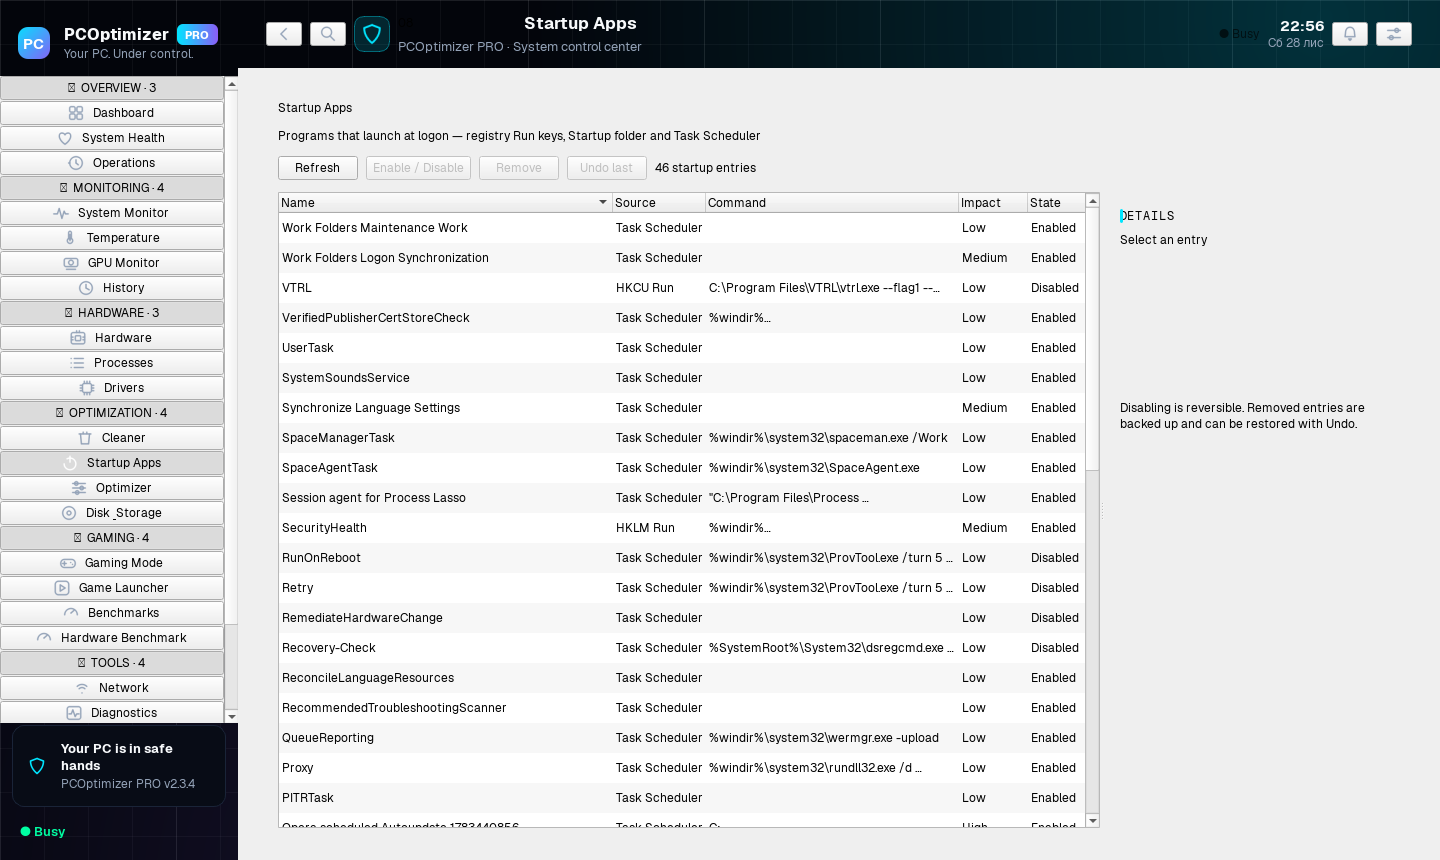 PC
PCOptimizer PRO
Your PC. Under control.
Startup Apps
PCOptimizer PRO · System control center
Busy
22:56
Сб 28 лис
OVERVIEW · 3
Dashboard
System Health
Operations
MONITORING · 4
System Monitor
Temperature
GPU Monitor
History
HARDWARE · 3
Hardware
Processes
Drivers
OPTIMIZATION · 4
Cleaner
Startup Apps
Optimizer
Disk _Storage
GAMING · 4
Gaming Mode
Game Launcher
Benchmarks
Hardware Benchmark
TOOLS · 4
Network
Diagnostics
Your PC is in safe
hands
PCOptimizer PRO v2.3.4
Busy
Startup Apps
Programs that launch at logon — registry Run keys, Startup folder and Task Scheduler
Refresh Enable / Disable Remove Undo last 46 startup entries
Name Source Command Impact State
Work Folders Maintenance Work Task Scheduler Low Enabled
Work Folders Logon Synchronization Task Scheduler Medium Enabled
VTRL HKCU Run C:\Program Files\VTRL\vtrl.exe --flag1 --… Low Disabled
VerifiedPublisherCertStoreCheck Task Scheduler %windir%… Low Enabled
UserTask Task Scheduler Low Enabled
SystemSoundsService Task Scheduler Low Enabled
Synchronize Language Settings Task Scheduler Medium Enabled
SpaceManagerTask Task Scheduler %windir%\system32\spaceman.exe /Work Low Enabled
SpaceAgentTask Task Scheduler %windir%\system32\SpaceAgent.exe Low Enabled
Session agent for Process Lasso Task Scheduler "C:\Program Files\Process … Low Enabled
SecurityHealth HKLM Run %windir%… Medium Enabled
RunOnReboot Task Scheduler %windir%\system32\ProvTool.exe /turn 5 … Low Disabled
Retry Task Scheduler %windir%\system32\ProvTool.exe /turn 5 … Low Disabled
RemediateHardwareChange Task Scheduler Low Disabled
Recovery-Check Task Scheduler %SystemRoot%\System32\dsregcmd.exe … Low Disabled
ReconcileLanguageResources Task Scheduler Low Enabled
RecommendedTroubleshootingScanner Task Scheduler Low Enabled
QueueReporting Task Scheduler %windir%\system32\wermgr.exe -upload Low Enabled
Proxy Task Scheduler %windir%\system32\rundll32.exe /d … Low Enabled
PITRTask Task Scheduler Low Enabled
Opera scheduled Autoupdate 1783440856 Task Scheduler C: High Enabled
DETAILS
Select an entry
Disabling is reversible. Removed entries are
backed up and can be restored with Undo.